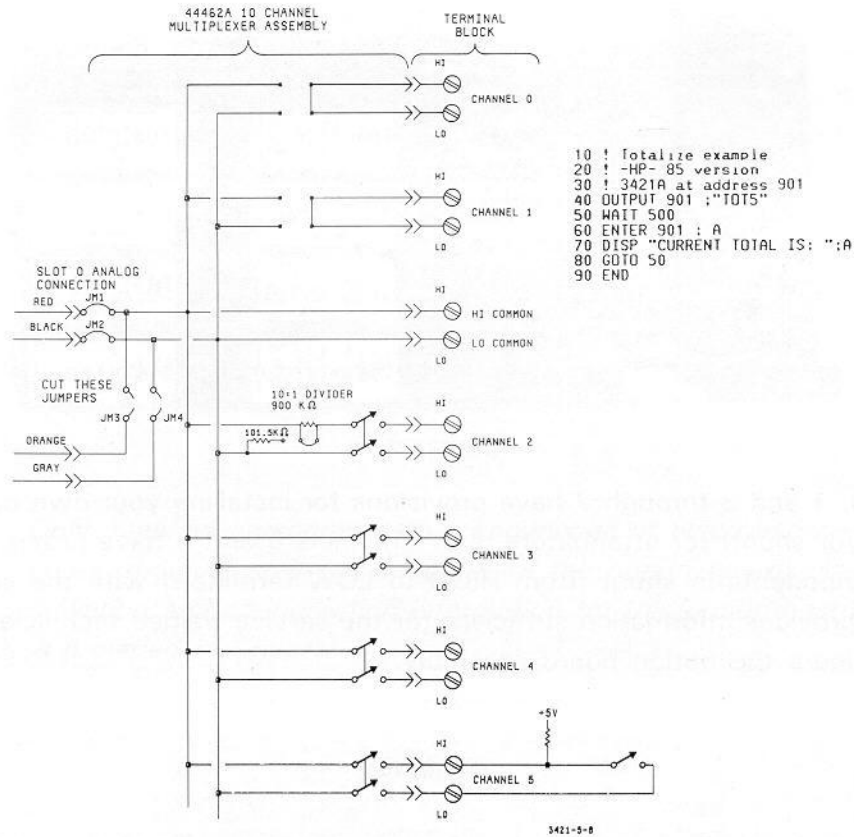 44462A 10 CHANNEL
MULTIPLEXER ASSEMBLY
TERMINAL
BLOCK
HI
CHANNEL 0
LO
10 ! Totalize example
20 ! -HP- 85 version
30 ! 3421A at address 901
40 OUTPUT 901 ;"TOT5"
50 WAIT 500
60 ENTER 901 ; A
70 DISP "CURRENT TOTAL IS: ";A
80 GOTO 50
90 END
HI
CHANNEL 1
LO
SLOT 0 ANALOG
CONNECTION
RED
JM1
BLACK
JM2
HI
HI COMMON
LO COMMON
LO
CUT THESE
JUMPERS
JM3
JM4
ORANGE
GRAY
10:1 DIVIDER
900 KΩ
101.5KΩ
HI
CHANNEL 2
LO
HI
CHANNEL 3
LO
HI
CHANNEL 4
LO
+5V
HI
CHANNEL 5
LO
3421-5-8